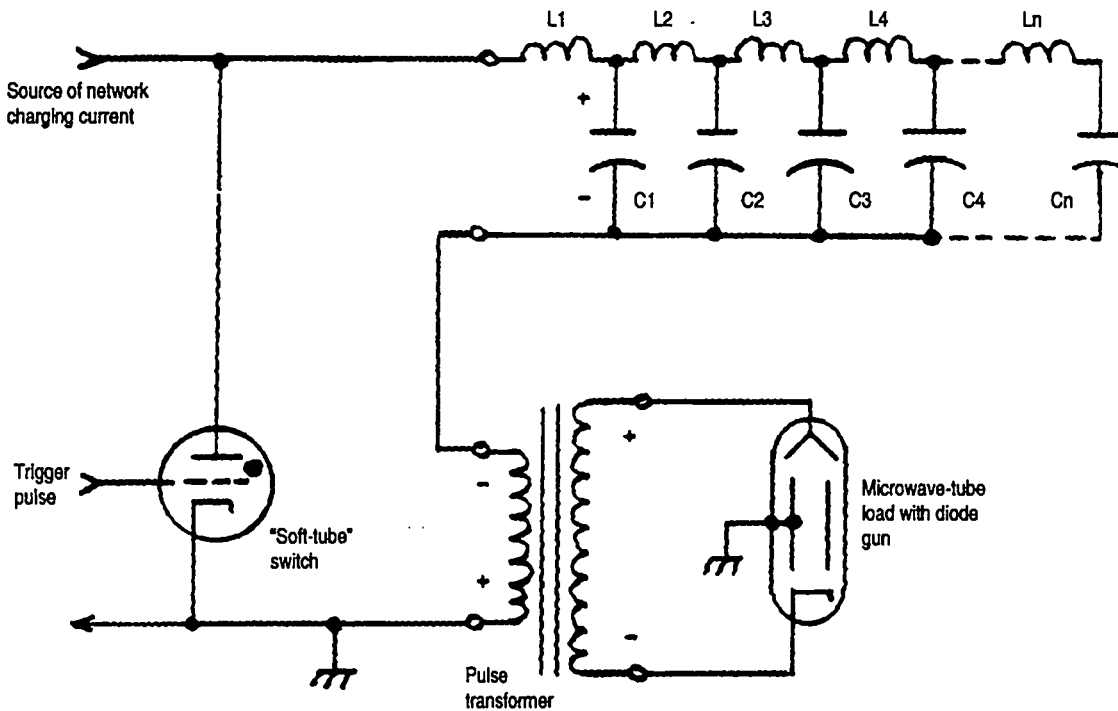 L1
L2
L3
L4
Ln
Source of network
charging current
+
-
C1
C2
C3
C4
Cn
Trigger
pulse
"Soft-tube"
switch
-
+
+
-
Pulse
transformer
Microwave-tube
load with diode
gun